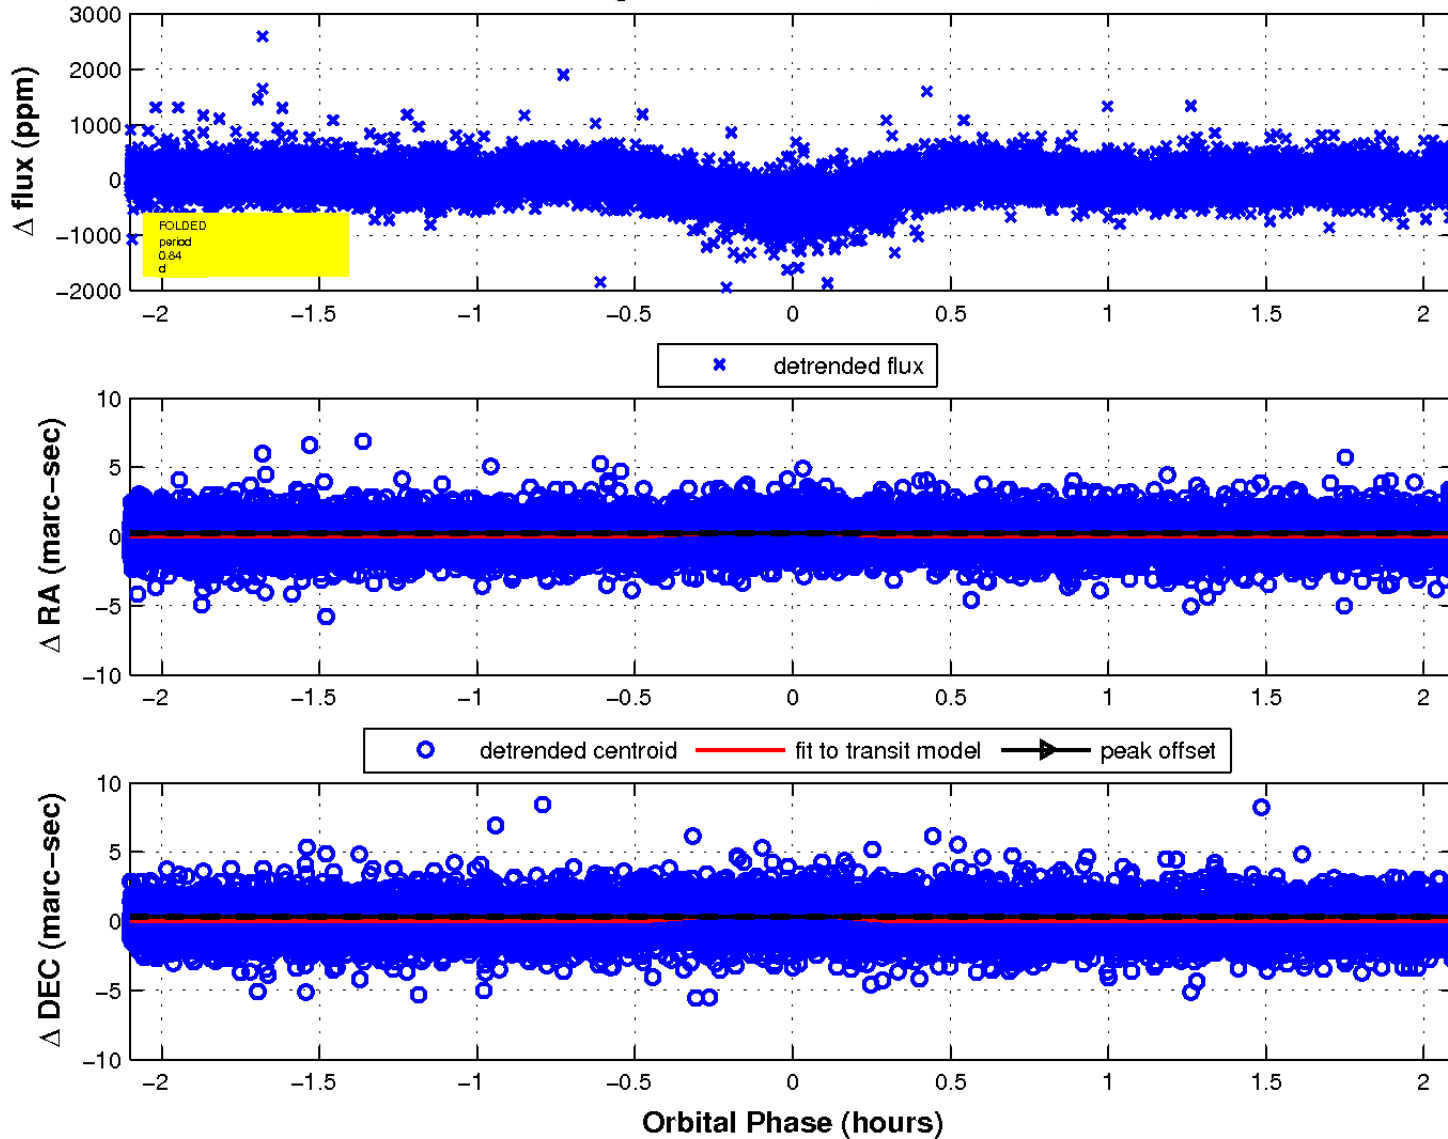 3000
2000
1000
0
−1000
−2000
Δ flux (ppm)
FOLDED
period
0.84
d
−2 −1.5 −1 −0.5 0 0.5 1 1.5 2
detrended flux
10
5
0
−5
−10
Δ RA (marc−sec)
−2 −1.5 −1 −0.5 0 0.5 1 1.5 2
detrended centroid fit to transit model peak offset
10
5
0
−5
−10
Δ DEC (marc−sec)
−2 −1.5 −1 −0.5 0 0.5 1 1.5 2
Orbital Phase (hours)